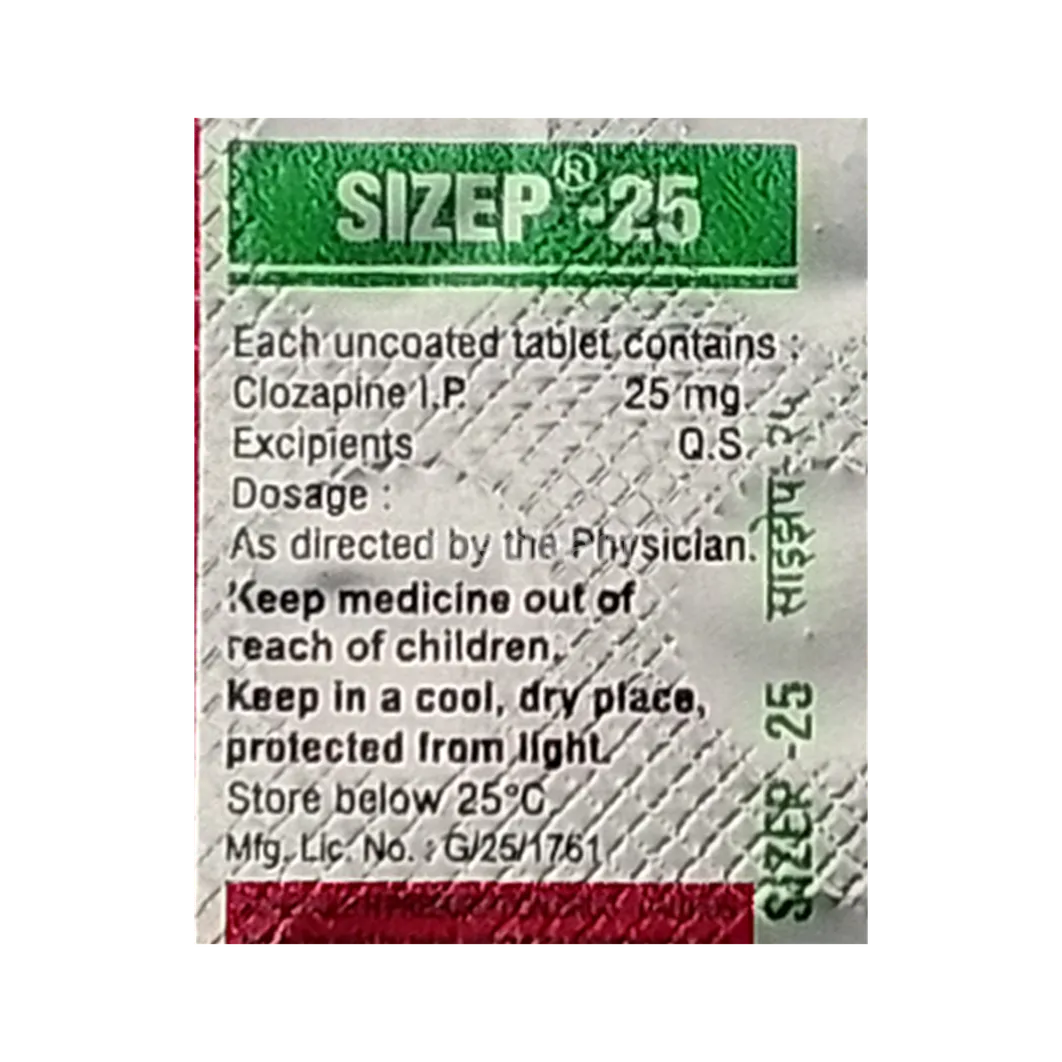 SIZEP®-25
Each uncoated tablet contains :
Clozapine I.P. 25 mg.
Excipients Q.S.
Dosage :
As directed by the Physician.
Keep medicine out of
reach of children.
Keep in a cool, dry place,
protected from light.
Store below 25°C.
Mfg. Lic. No. : G/25/1761
SIZEP -25 साइझेप-२५